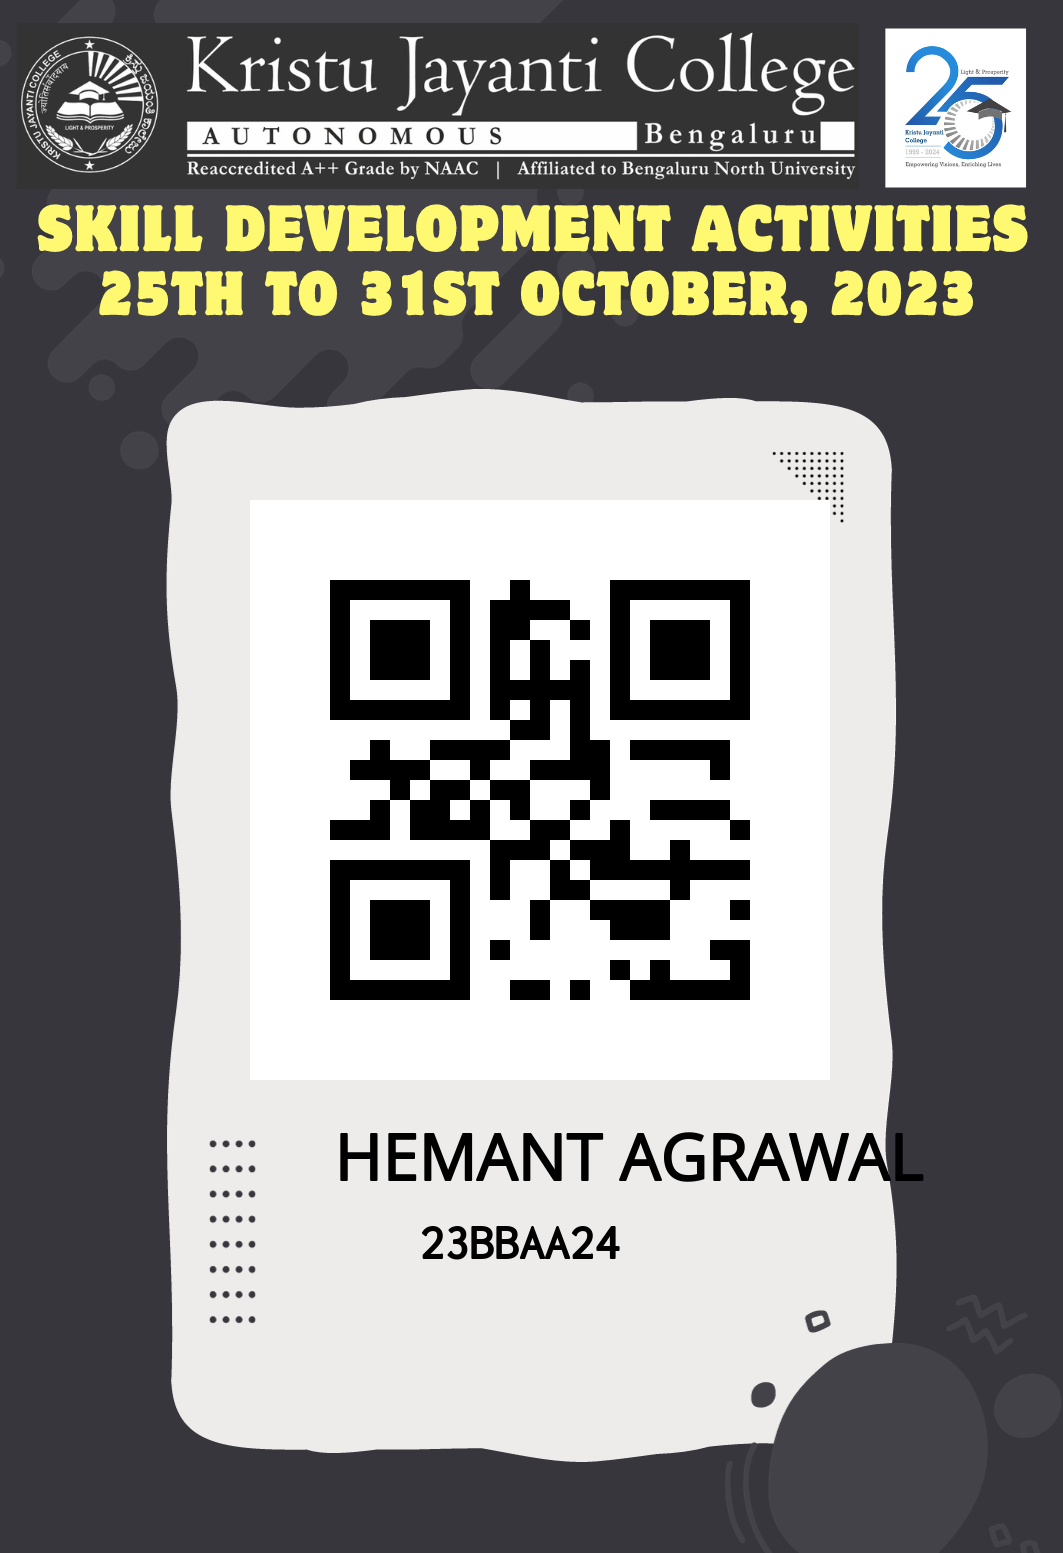 Kristu Jayanti College
AUTONOMOUS Bengaluru
Reaccredited A++ Grade by NAAC | Affiliated to Bengaluru North University
KRISTU JAYANTI COLLEGE
LIGHT & PROSPERITY
25
Light & Prosperity
Kristu Jayanti
College
1999 - 2024
Empowering Visions. Enriching Lives
SKILL DEVELOPMENT ACTIVITIES
25TH TO 31ST OCTOBER, 2023
HEMANT AGRAWAL
23BBAA24